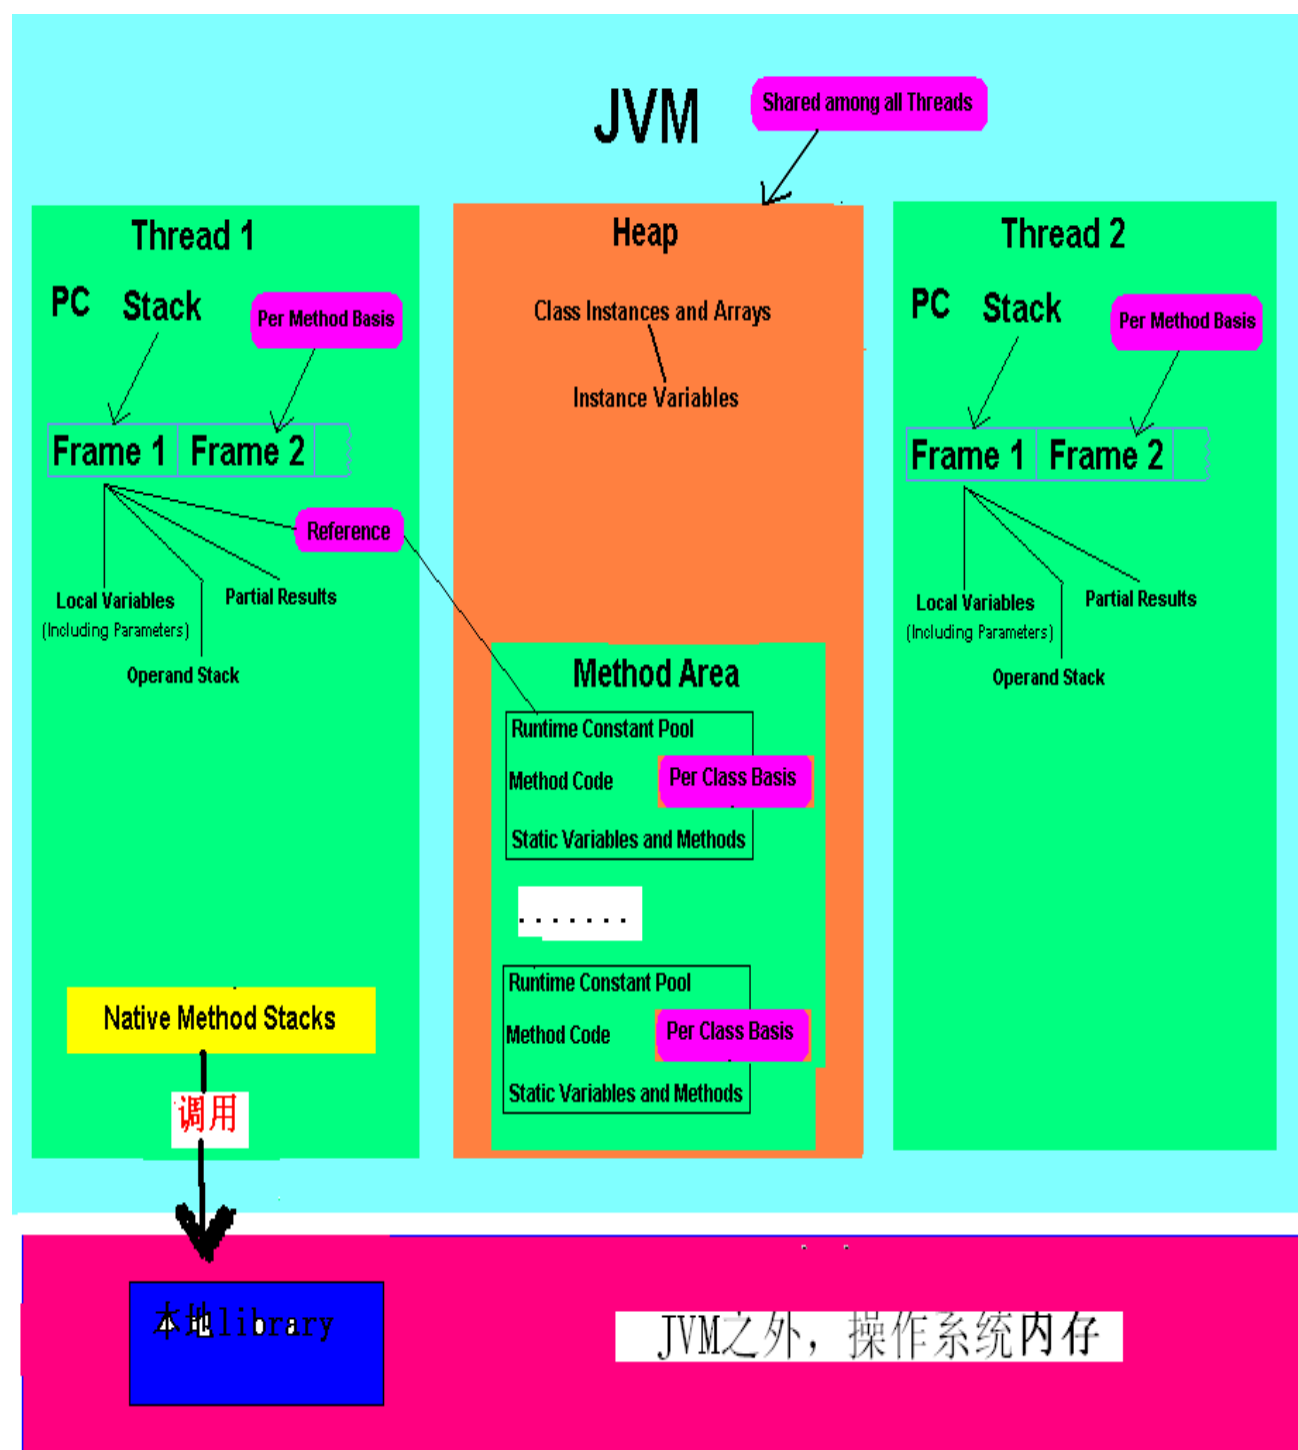 JVM
Shared among all Threads
Thread 1
PC
Stack
Per Method Basis
Frame 1
Frame 2
Reference
Local Variables
(Including Parameters)
Partial Results
Operand Stack
Native Method Stacks
调用
Heap
Class Instances and Arrays
Instance Variables
Method Area
Runtime Constant Pool
Method Code
Per Class Basis
Static Variables and Methods
.......
Runtime Constant Pool
Method Code
Per Class Basis
Static Variables and Methods
Thread 2
PC
Stack
Per Method Basis
Frame 1
Frame 2
Local Variables
(Including Parameters)
Partial Results
Operand Stack
本地library
JVM之外，操作系统内存